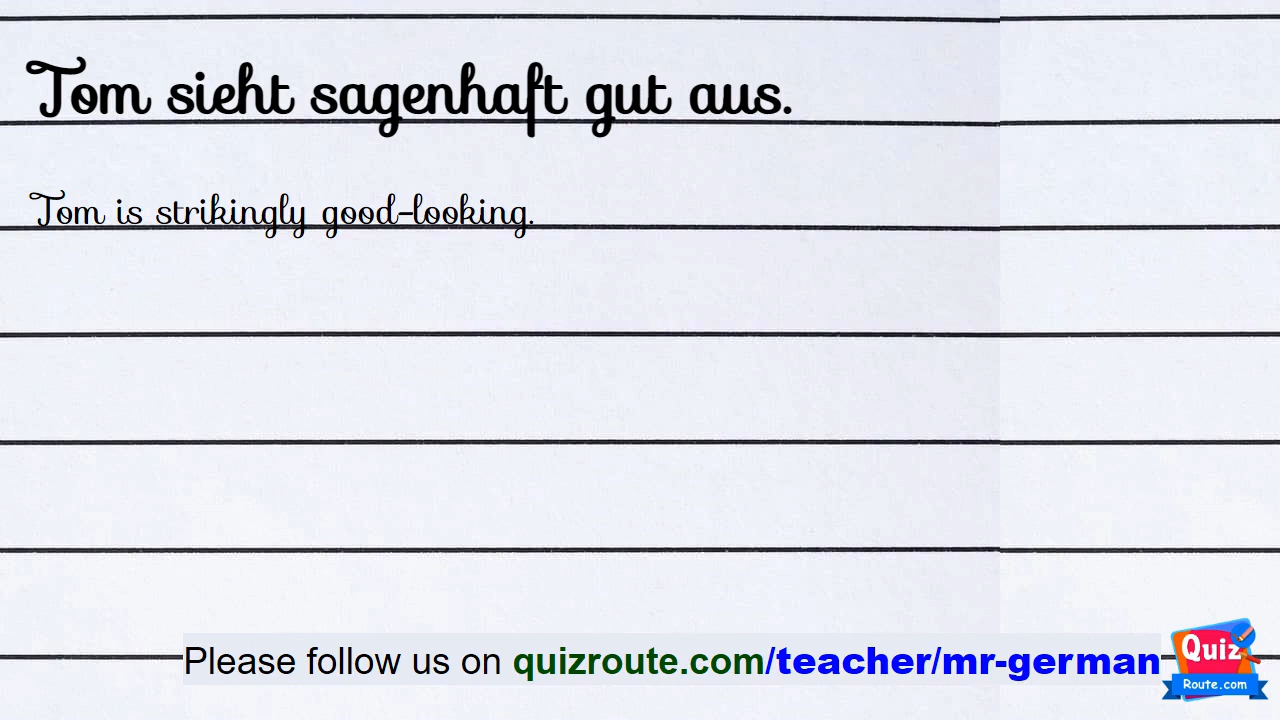 Tom sieht sagenhaft gut aus.
Tom is strikingly good-looking.
Please follow us on quizroute.com/teacher/mr-german
Quiz
Route.com